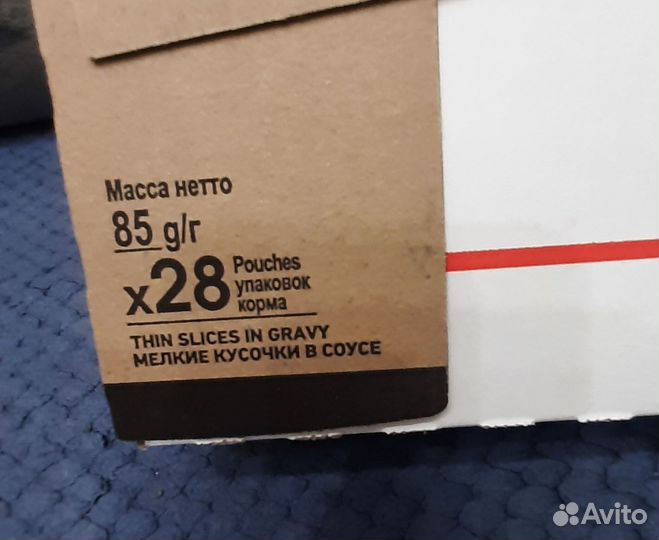 Масса нетто
85 g/г
x28 Pouches
упаковок
корма
THIN SLICES IN GRAVY
МЕЛКИЕ КУСОЧКИ В СОУСЕ
Avito